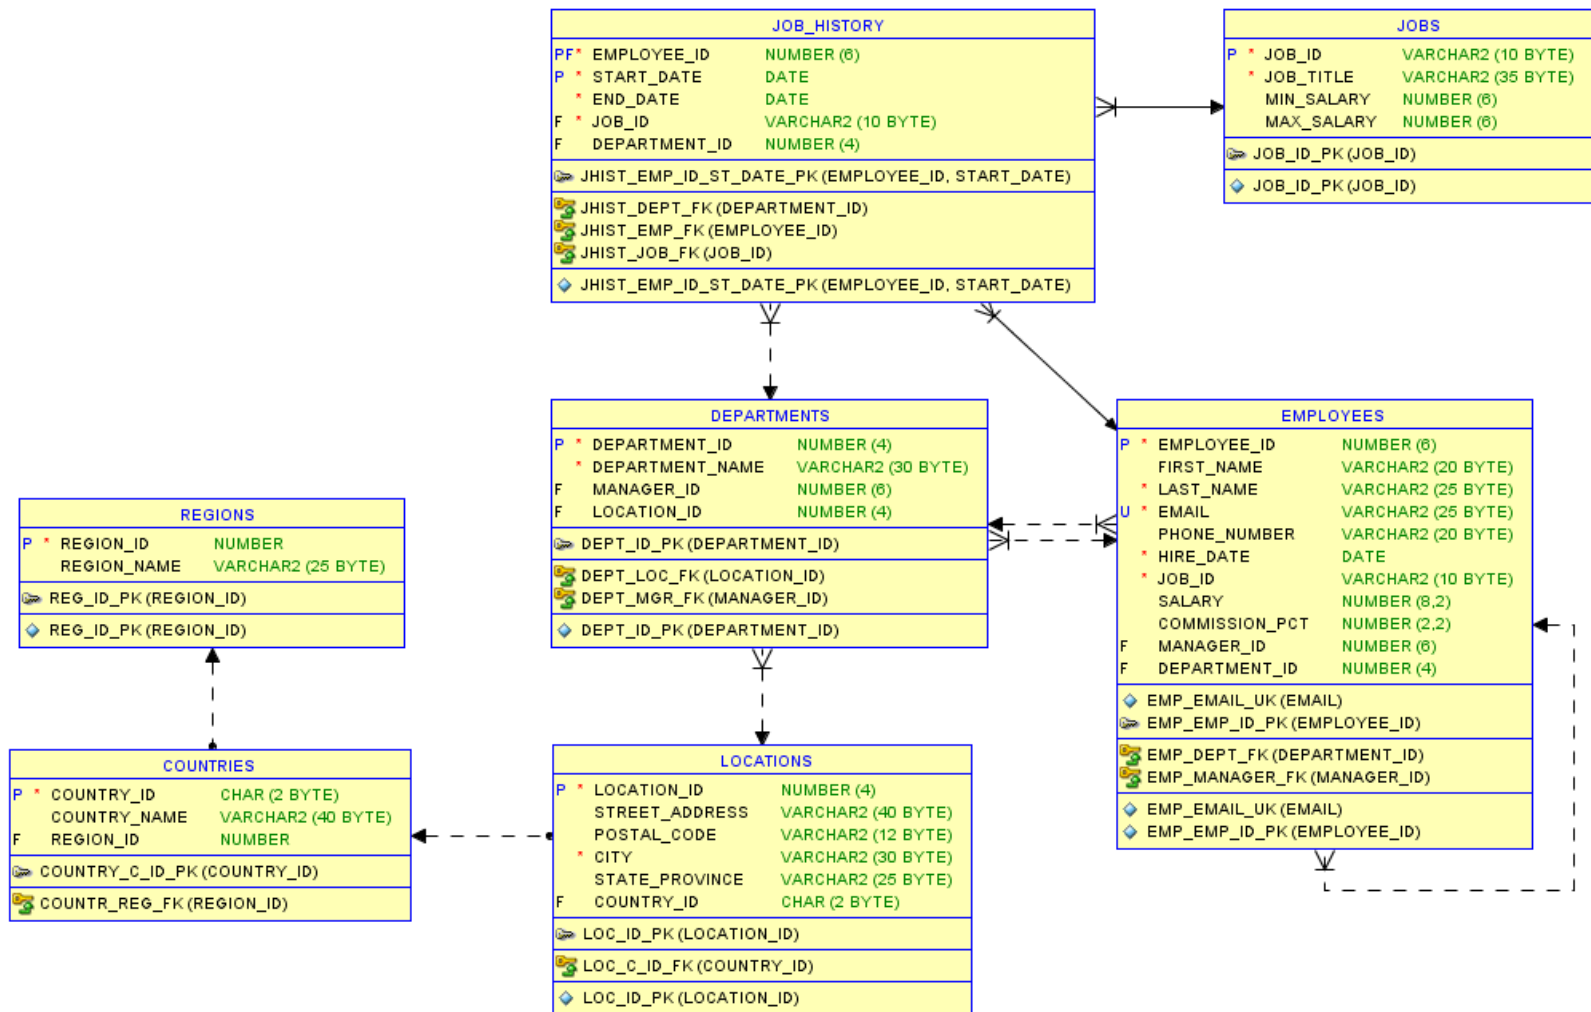 JOB_HISTORY
PF* EMPLOYEE_ID NUMBER (6)
P * START_DATE DATE
* END_DATE DATE
F * JOB_ID VARCHAR2 (10 BYTE)
F DEPARTMENT_ID NUMBER (4)
JHIST_EMP_ID_ST_DATE_PK (EMPLOYEE_ID, START_DATE)
JHIST_DEPT_FK (DEPARTMENT_ID)
JHIST_EMP_FK (EMPLOYEE_ID)
JHIST_JOB_FK (JOB_ID)
JHIST_EMP_ID_ST_DATE_PK (EMPLOYEE_ID, START_DATE)
JOBS
P * JOB_ID VARCHAR2 (10 BYTE)
* JOB_TITLE VARCHAR2 (35 BYTE)
MIN_SALARY NUMBER (6)
MAX_SALARY NUMBER (6)
JOB_ID_PK (JOB_ID)
JOB_ID_PK (JOB_ID)
DEPARTMENTS
P * DEPARTMENT_ID NUMBER (4)
* DEPARTMENT_NAME VARCHAR2 (30 BYTE)
F MANAGER_ID NUMBER (6)
F LOCATION_ID NUMBER (4)
DEPT_ID_PK (DEPARTMENT_ID)
DEPT_LOC_FK (LOCATION_ID)
DEPT_MGR_FK (MANAGER_ID)
DEPT_ID_PK (DEPARTMENT_ID)
EMPLOYEES
P * EMPLOYEE_ID NUMBER (6)
FIRST_NAME VARCHAR2 (20 BYTE)
* LAST_NAME VARCHAR2 (25 BYTE)
U * EMAIL VARCHAR2 (25 BYTE)
PHONE_NUMBER VARCHAR2 (20 BYTE)
* HIRE_DATE DATE
* JOB_ID VARCHAR2 (10 BYTE)
SALARY NUMBER (8,2)
COMMISSION_PCT NUMBER (2,2)
F MANAGER_ID NUMBER (6)
F DEPARTMENT_ID NUMBER (4)
EMP_EMAIL_UK (EMAIL)
EMP_EMP_ID_PK (EMPLOYEE_ID)
EMP_DEPT_FK (DEPARTMENT_ID)
EMP_MANAGER_FK (MANAGER_ID)
EMP_EMAIL_UK (EMAIL)
EMP_EMP_ID_PK (EMPLOYEE_ID)
REGIONS
P * REGION_ID NUMBER
REGION_NAME VARCHAR2 (25 BYTE)
REG_ID_PK (REGION_ID)
REG_ID_PK (REGION_ID)
COUNTRIES
P * COUNTRY_ID CHAR (2 BYTE)
COUNTRY_NAME VARCHAR2 (40 BYTE)
F REGION_ID NUMBER
COUNTRY_C_ID_PK (COUNTRY_ID)
COUNTR_REG_FK (REGION_ID)
LOCATIONS
P * LOCATION_ID NUMBER (4)
STREET_ADDRESS VARCHAR2 (40 BYTE)
POSTAL_CODE VARCHAR2 (12 BYTE)
* CITY VARCHAR2 (30 BYTE)
STATE_PROVINCE VARCHAR2 (25 BYTE)
F COUNTRY_ID CHAR (2 BYTE)
LOC_ID_PK (LOCATION_ID)
LOC_C_ID_FK (COUNTRY_ID)
LOC_ID_PK (LOCATION_ID)